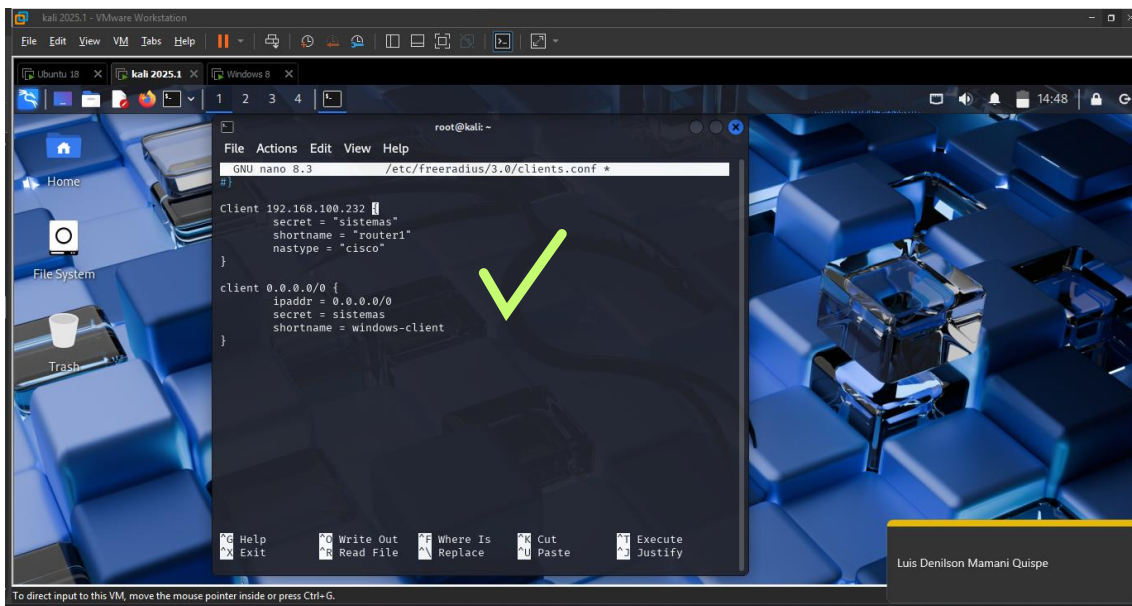 kali 2025.1 - VMware Workstation
File Edit View VM Tabs Help
Ubuntu 18 X kali 2025.1 X Windows 8 X
1 2 3 4 14:48
root@kali: ~
File Actions Edit View Help
GNU nano 8.3 /etc/freeradius/3.0/clients.conf *
#}
Client 192.168.100.232 {
secret = "sistemas"
shortname = "router1"
nastype = "cisco"
}
client 0.0.0.0/0 {
ipaddr = 0.0.0.0/0
secret = sistemas
shortname = windows-client
}
^G Help ^O Write Out ^F Where Is ^K Cut ^T Execute
^X Exit ^R Read File ^\ Replace ^U Paste ^J Justify
Home
File System
Trash
Luis Denilson Mamani Quispe
To direct input to this VM, move the mouse pointer inside or press Ctrl+G.